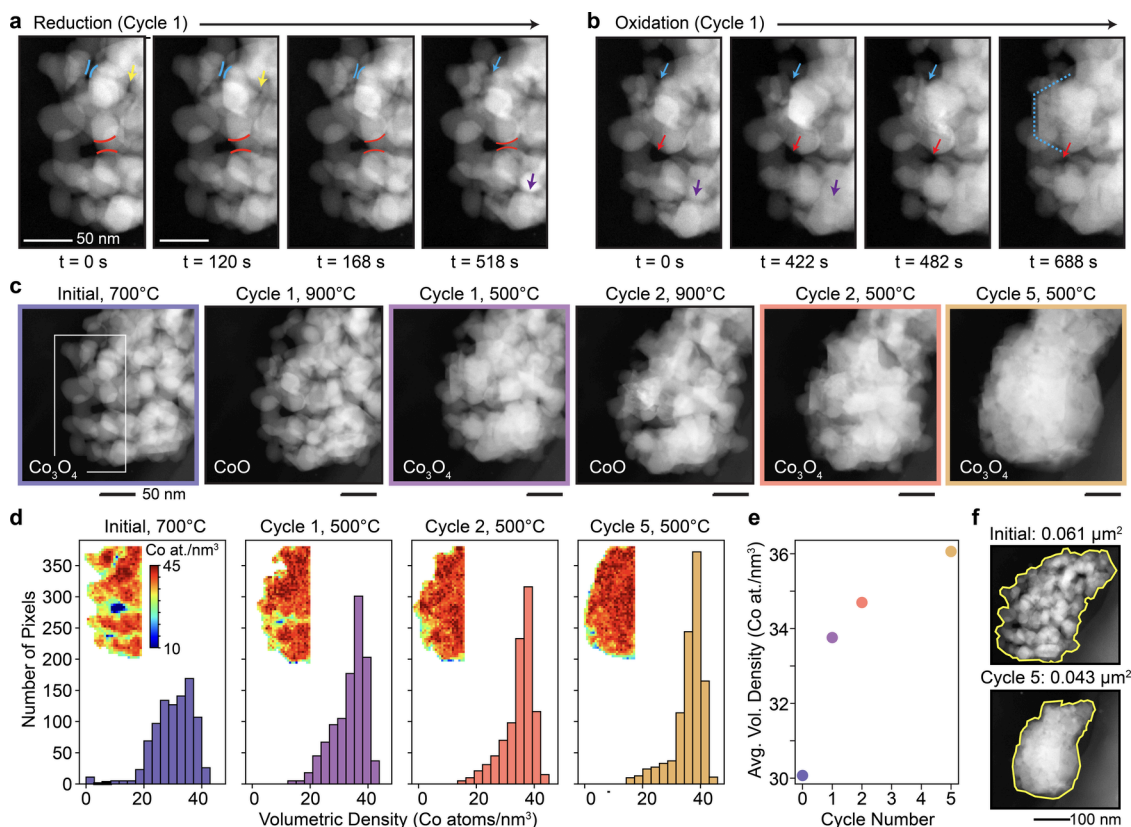 a Reduction (Cycle 1)
50 nm
t = 0 s t = 120 s t = 168 s t = 518 s
b Oxidation (Cycle 1)
t = 0 s t = 422 s t = 482 s t = 688 s
c
Initial, 700°C Cycle 1, 900°C Cycle 1, 500°C Cycle 2, 900°C Cycle 2, 500°C Cycle 5, 500°C
Co₃O₄ CoO Co₃O₄ CoO Co₃O₄ Co₃O₄
50 nm
d
Initial, 700°C Cycle 1, 500°C Cycle 2, 500°C Cycle 5, 500°C
Co at./nm³
45
10
Number of Pixels
350
300
250
200
150
100
50
0
0 20 40 0 20 40 0 20 40 0 20 40
Volumetric Density (Co atoms/nm³)
e
Avg. Vol. Density (Co at./nm³)
36
34
32
30
0 1 2 3 4 5
Cycle Number
f
Initial: 0.061 µm²
Cycle 5: 0.043 µm²
100 nm